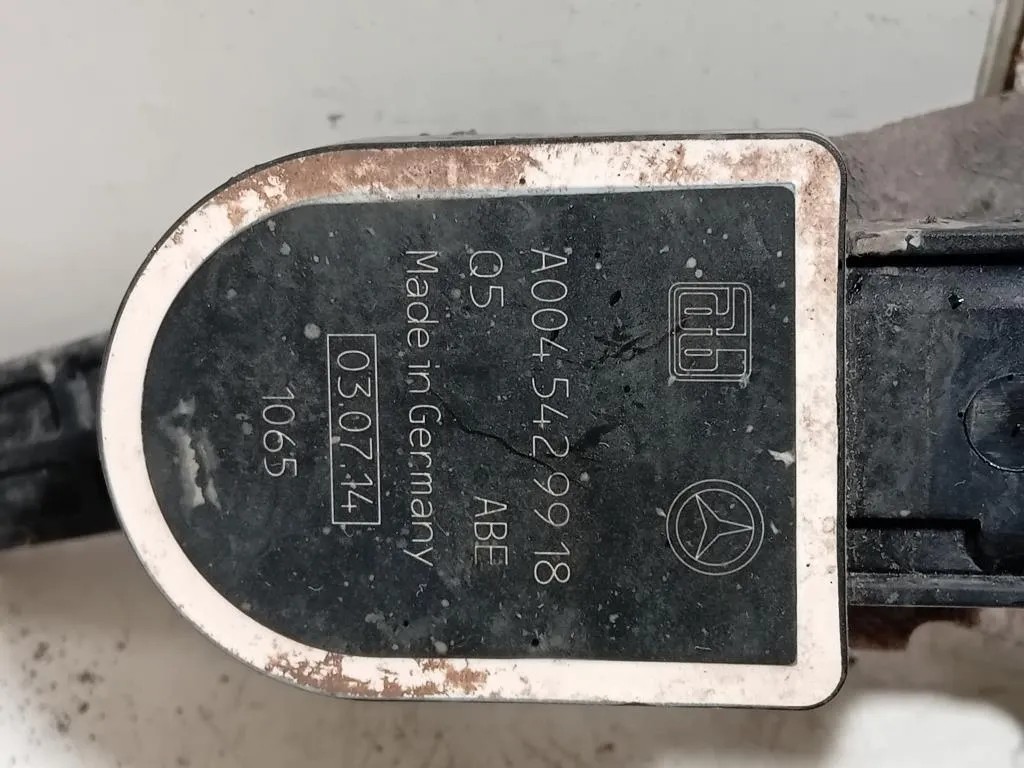 A004 542 99 18
Q5 ABE
Made in Germany
03.07.14
1065